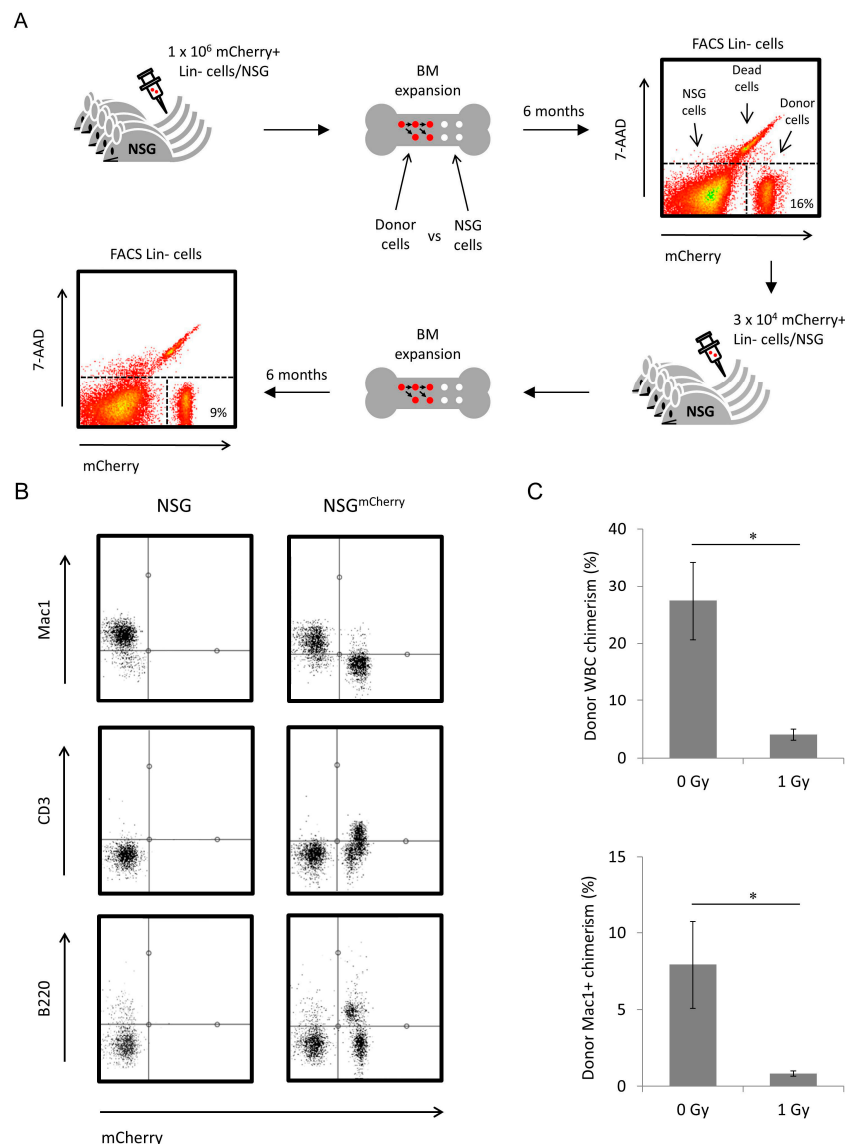 A
1 x 10⁶ mCherry+
Lin- cells/NSG
NSG
BM
expansion
Donor
cells
vs
NSG
cells
6 months
FACS Lin- cells
7-AAD
NSG
cells
Dead
cells
Donor
cells
16%
mCherry
3 x 10⁴ mCherry+
Lin- cells/NSG
NSG
BM
expansion
6 months
FACS Lin- cells
7-AAD
9%
mCherry
B
NSG
NSGᵐCʰᵉʳʳʸ
Mac1
CD3
B220
mCherry
C
Donor WBC chimerism (%)
40
30
20
10
0
*
0 Gy
1 Gy
Donor Mac1+ chimerism (%)
15
10
5
0
*
0 Gy
1 Gy